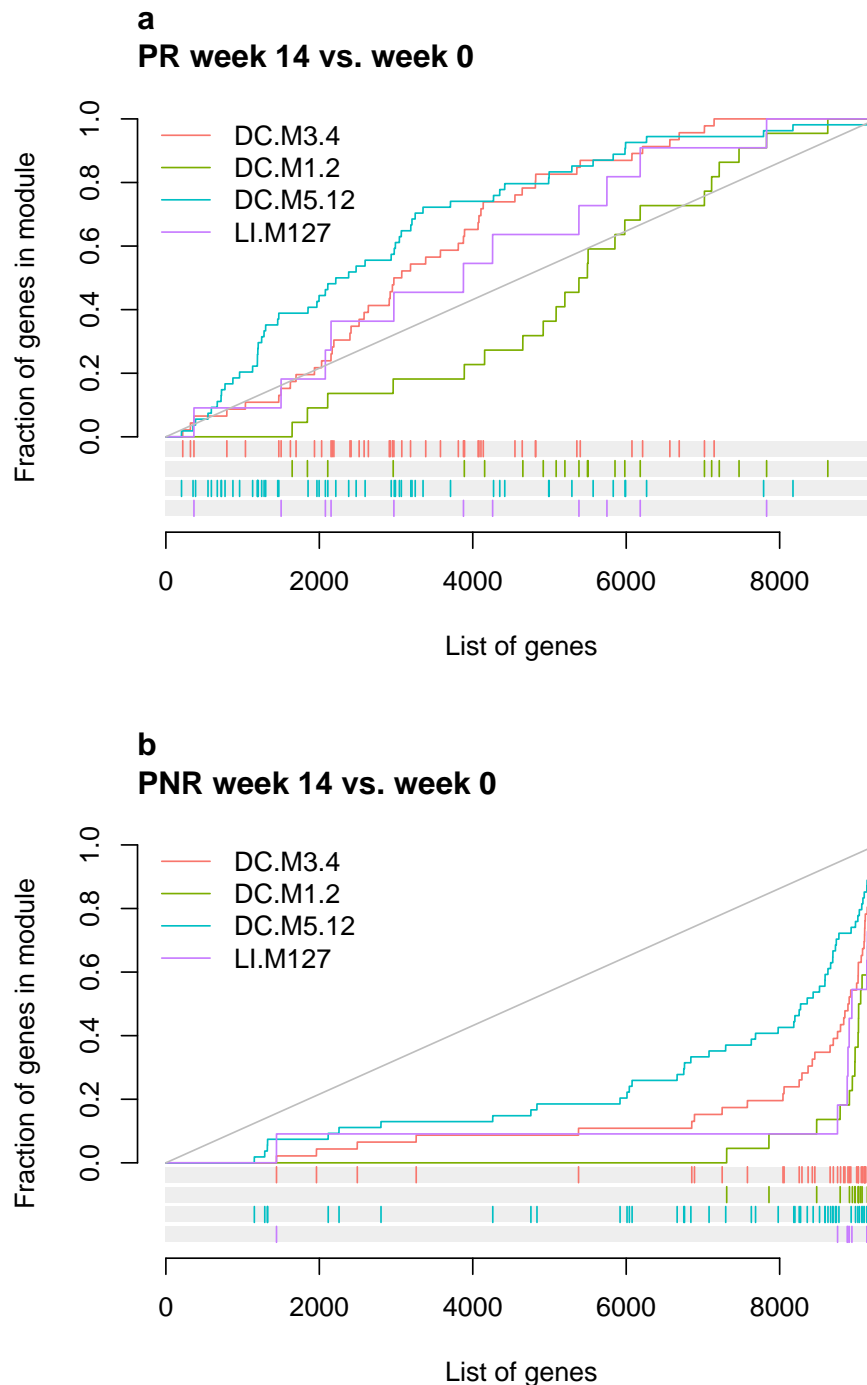 a
PR week 14 vs. week 0
Fraction of genes in module
0.0 0.2 0.4 0.6 0.8 1.0
DC.M3.4
DC.M1.2
DC.M5.12
LI.M127
0 2000 4000 6000 8000
List of genes
b
PNR week 14 vs. week 0
Fraction of genes in module
0.0 0.2 0.4 0.6 0.8 1.0
DC.M3.4
DC.M1.2
DC.M5.12
LI.M127
0 2000 4000 6000 8000
List of genes